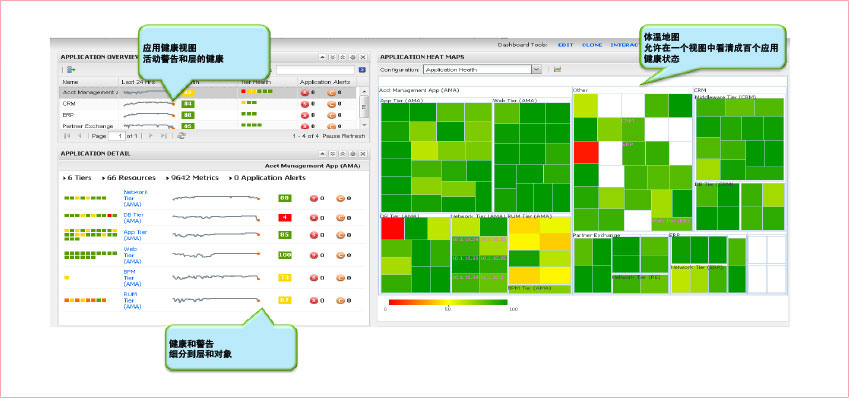 应用健康视图
活动警告和层的健康
体温地图
允许在一个视图中看清成百个应用
健康状态
Dashboard Tools: EDIT CLONE INTERAC
APPLICATION OVERVIEW
Name Last 24 Hrs Tier Health Application Alerts
Acct Management A 0 0
CRM 84 0 0
ERP 86 0 0
Partner Exchange 0 0
Page 1 of 1 1 - 4 of 4 Pause Refresh
APPLICATION DETAIL
Acct Management App (AMA)
6 Tiers 66 Resources 9642 Metrics 0 Application Alerts
Network
Tier
(AMA) 88 0 0
DB Tier
(AMA) 4 0 0
App Tier
(AMA) 85 0 0
Web
Tier
(AMA) 100 0 0
BPM
Tier
(AMA) 0 0
RUM
Tier
(AMA) 67 0 0
健康和警告
细分到层和对象
APPLICATION HEAT MAPS
Configuration: Application Health
Acct Management App (AMA)
App Tier (AMA)
Web Tier (AMA)
DB Tier (AMA)
Network Tier (AMA)
RUM Tier (AMA)
BPM Tier (AMA)
Other
CRM
ERP
CRM
Middleware Tier (CRM)
DB Tier (CRM)
Partner Exchange
Network Tier (PE)
ERP
Network Tier (ERP)
0 50 100